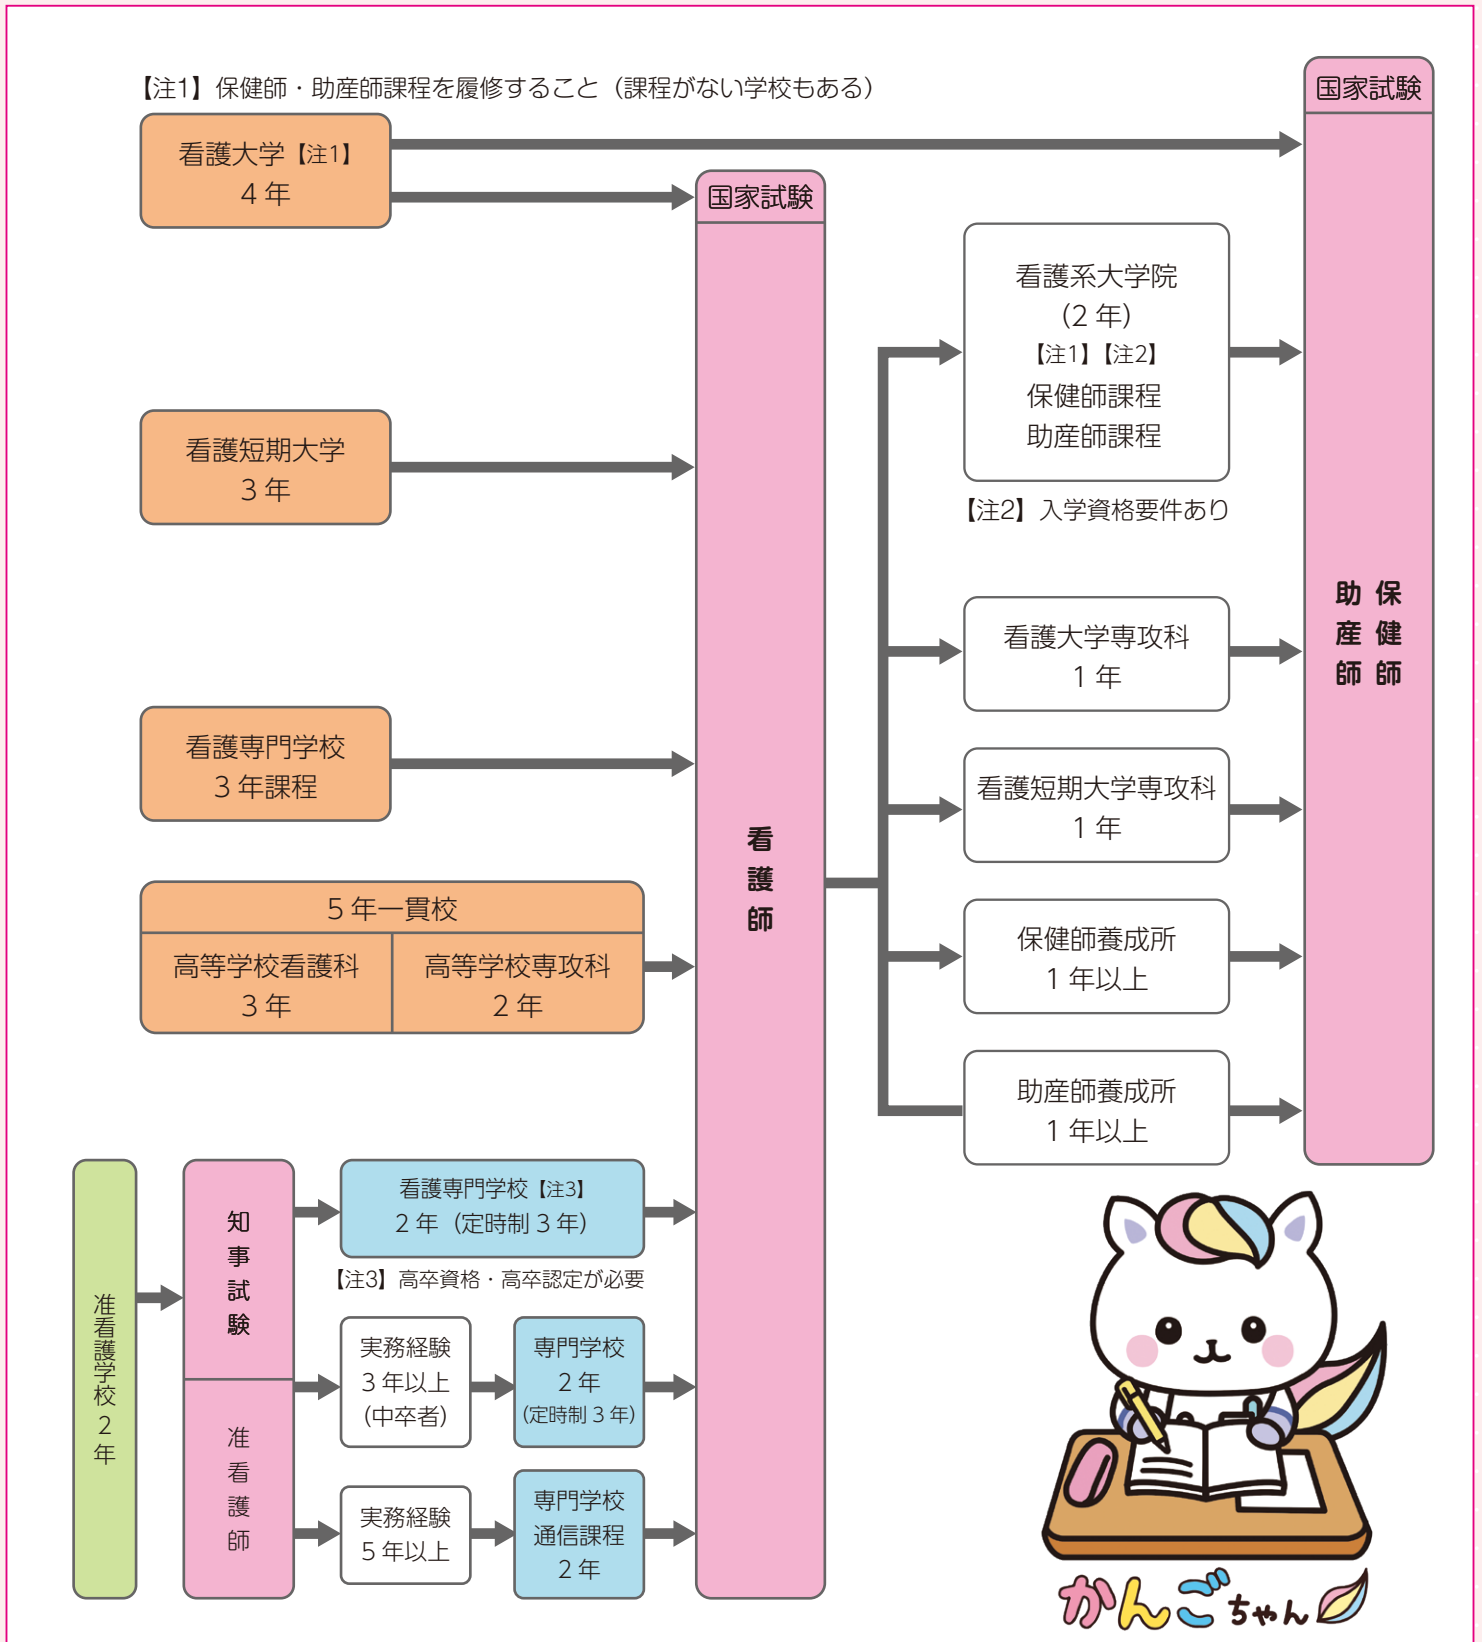 【注1】保健師・助産師課程を履修すること（課程がない学校もある）
看護大学【注1】
4 年
看護短期大学
3 年
看護専門学校
3 年課程
5 年一貫校
高等学校看護科
3 年
高等学校専攻科
2 年
准看護学校 2 年
知事試験
准看護師
看護専門学校【注3】
2 年（定時制 3 年）
【注3】高卒資格・高卒認定が必要
実務経験
3 年以上
(中卒者)
専門学校
2 年
(定時制 3 年)
実務経験
5 年以上
専門学校
通信課程
2 年
国家試験
看護師
看護系大学院
(2 年)
【注1】【注2】
保健師課程
助産師課程
【注2】入学資格要件あり
看護大学専攻科
1 年
看護短期大学専攻科
1 年
保健師養成所
1 年以上
助産師養成所
1 年以上
国家試験
保健師
助産師
かんごちゃん